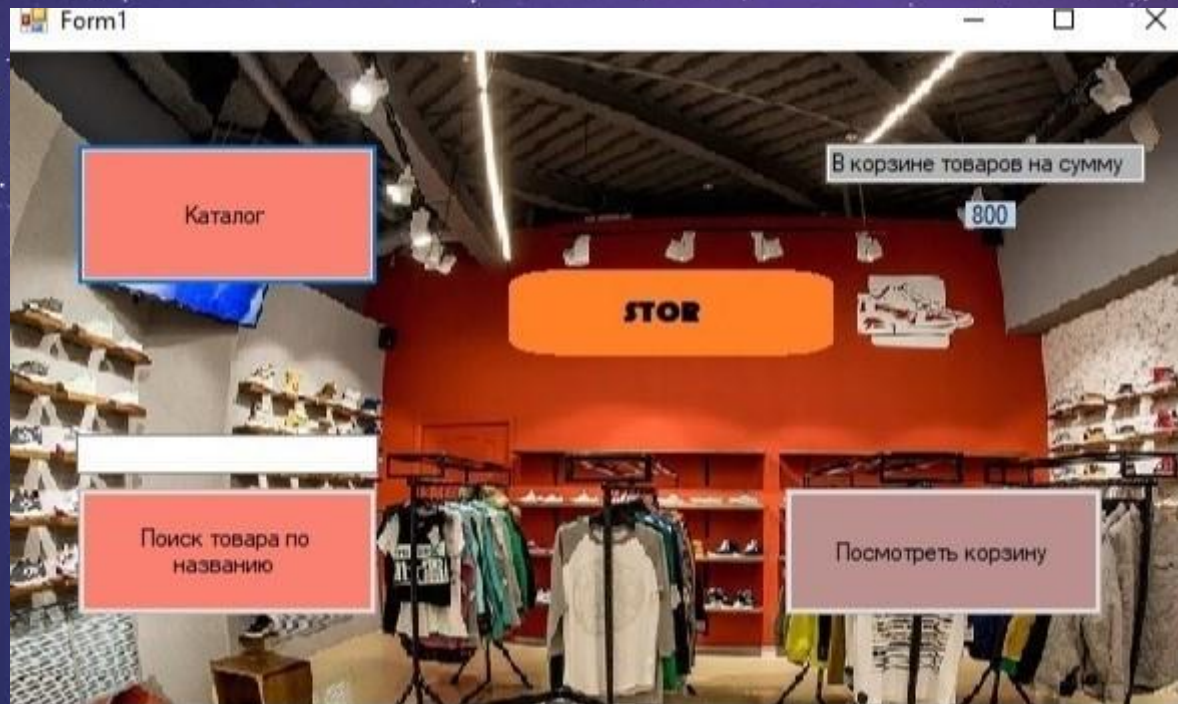 Form1
Каталог
В корзине товаров на сумму
800
STOR
Поиск товара по
названию
Посмотреть корзину